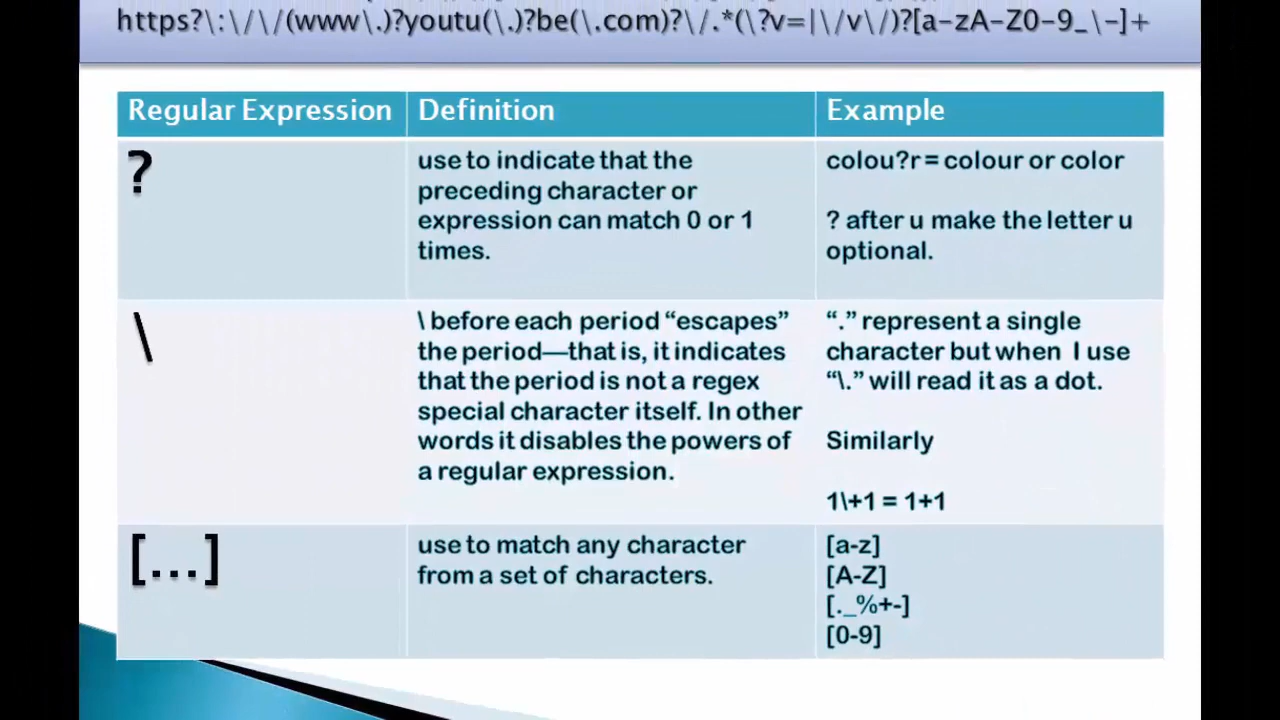 https?\:\/\/(www\.)?youtu(\.)?be(\.com)?\/.*(\?v=|\/v\/)?[a-zA-Z0-9_\-]+
Regular Expression
Definition
Example
?
use to indicate that the
preceding character or
expression can match 0 or 1
times.
colou?r = colour or color
? after u make the letter u
optional.
\
\ before each period “escapes”
the period—that is, it indicates
that the period is not a regex
special character itself. In other
words it disables the powers of
a regular expression.
“.” represent a single
character but when I use
“\.” will read it as a dot.
Similarly
1\+1 = 1+1
[...]
use to match any character
from a set of characters.
[a-z]
[A-Z]
[._%+-]
[0-9]